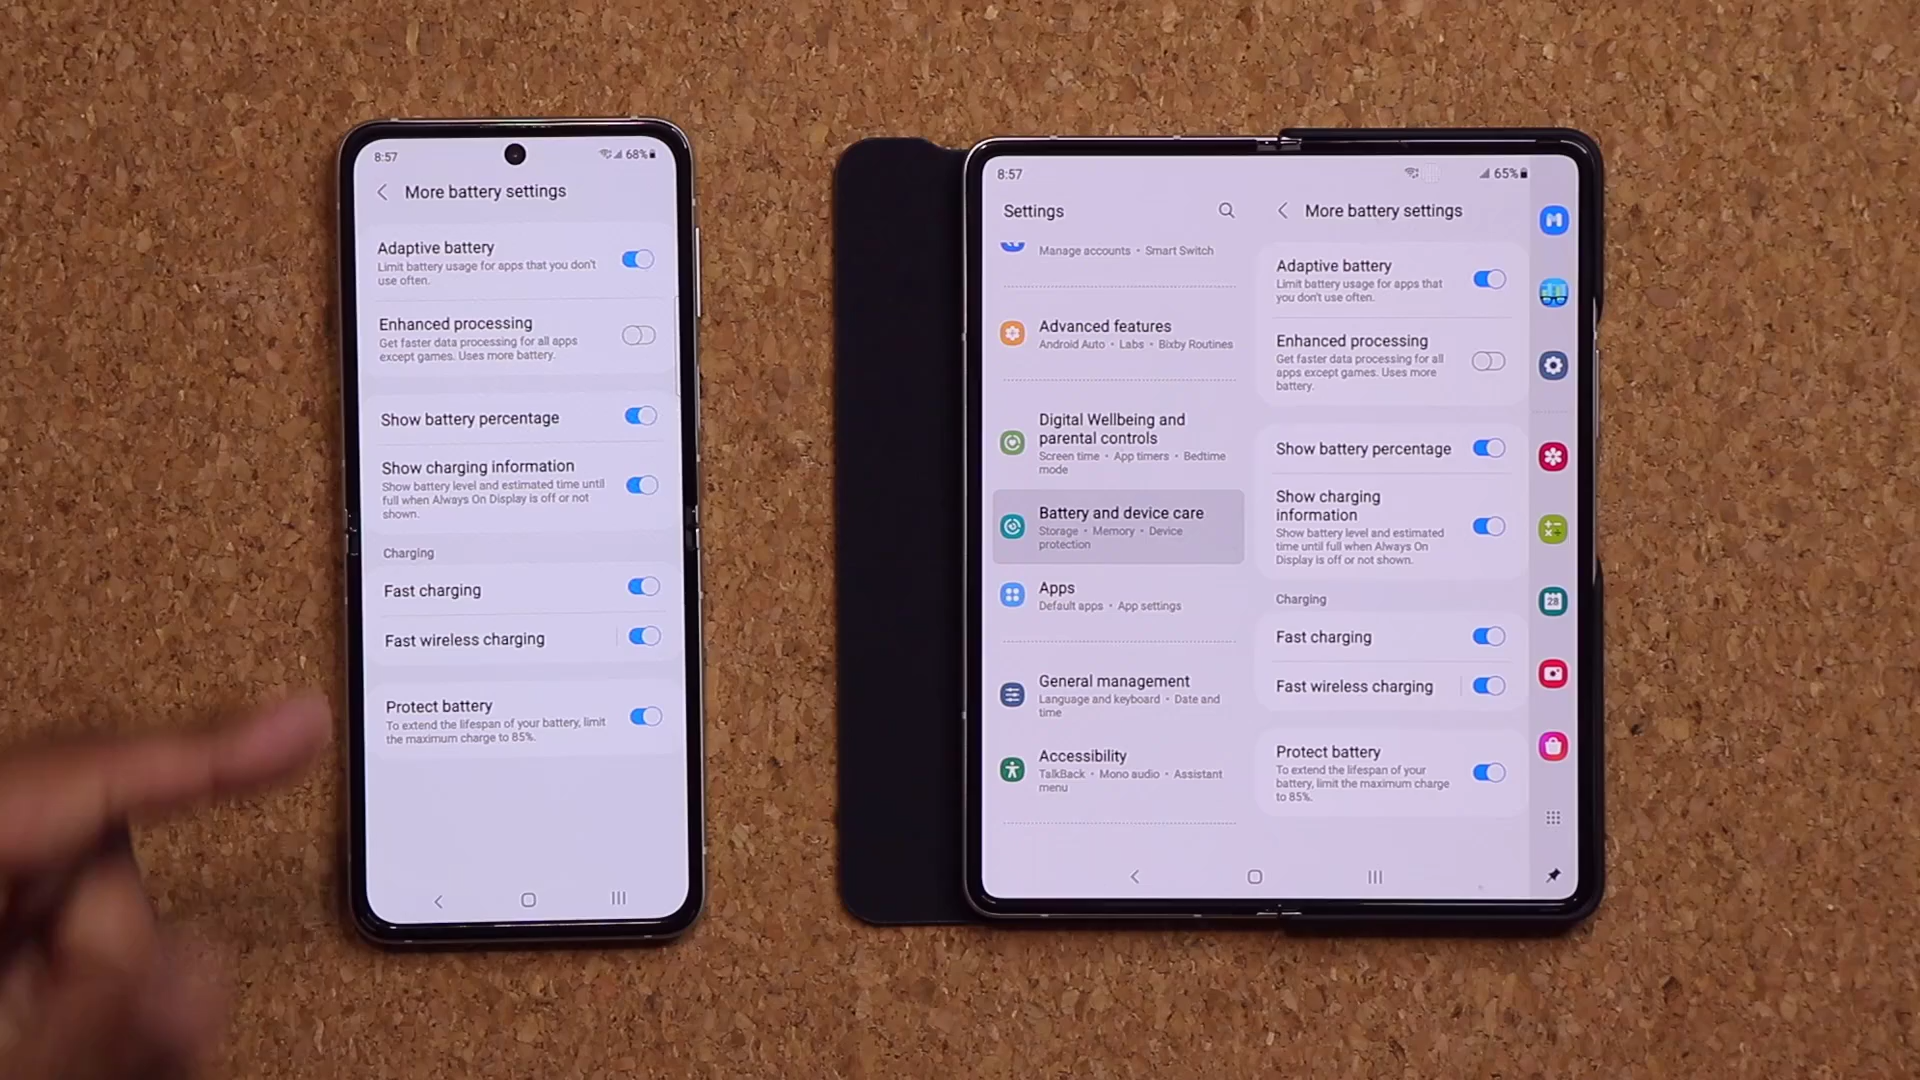 8:57
68%
More battery settings
Adaptive battery
Limit battery usage for apps that you don't
use often.
Enhanced processing
Get faster data processing for all apps
except games. Uses more battery.
Show battery percentage
Show charging information
Show battery level and estimated time until
full when Always On Display is off or not
shown.
Charging
Fast charging
Fast wireless charging
Protect battery
To extend the lifespan of your battery, limit
the maximum charge to 85%.
8:57
65%
Settings
Manage accounts • Smart Switch
Advanced features
Android Auto • Labs • Bixby Routines
Digital Wellbeing and
parental controls
Screen time • App timers • Bedtime
mode
Battery and device care
Storage • Memory • Device
protection
Apps
Default apps • App settings
General management
Language and keyboard • Date and
time
Accessibility
TalkBack • Mono audio • Assistant
menu
More battery settings
Adaptive battery
Limit battery usage for apps that
you don't use often.
Enhanced processing
Get faster data processing for all
apps except games. Uses more
battery.
Show battery percentage
Show charging
information
Show battery level and estimated
time until full when Always On
Display is off or not shown.
Charging
Fast charging
Fast wireless charging
Protect battery
To extend the lifespan of your
battery, limit the maximum charge
to 85%.
28